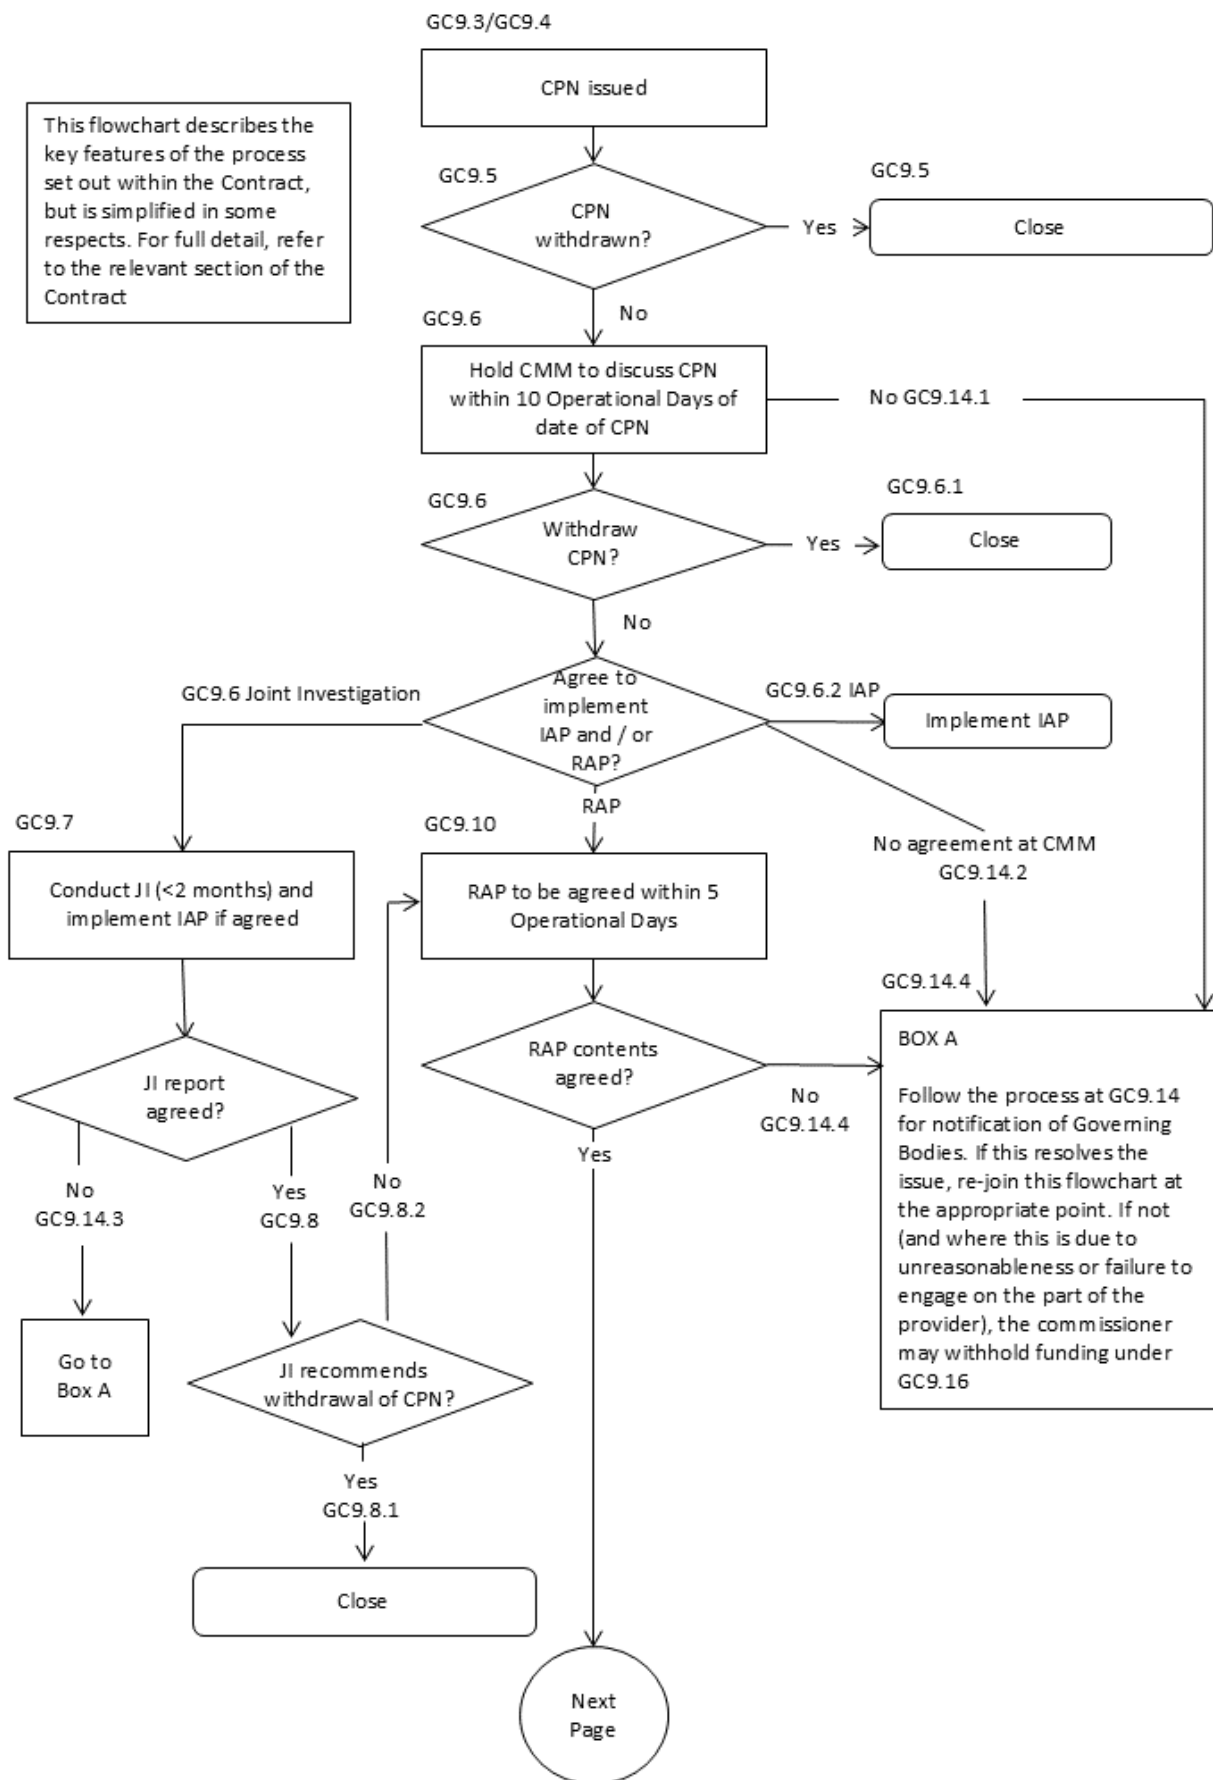 GC9.3/GC9.4
CPN issued
This flowchart describes the
key features of the process
set out within the Contract,
but is simplified in some
respects. For full detail, refer
to the relevant section of the
Contract
GC9.5
CPN
withdrawn?
Yes
GC9.5
Close
No
GC9.6
Hold CMM to discuss CPN
within 10 Operational Days of
date of CPN
No GC9.14.1
GC9.6
Withdraw
CPN?
Yes
GC9.6.1
Close
No
GC9.6 Joint Investigation
Agree to
implement
IAP and / or
RAP?
GC9.6.2 IAP
Implement IAP
RAP
No agreement at CMM
GC9.14.2
GC9.7
Conduct JI (<2 months) and
implement IAP if agreed
GC9.10
RAP to be agreed within 5
Operational Days
JI report
agreed?
RAP contents
agreed?
No
GC9.14.4
Yes
GC9.14.4
BOX A
Follow the process at GC9.14
for notification of Governing
Bodies. If this resolves the
issue, re-join this flowchart at
the appropriate point. If not
(and where this is due to
unreasonableness or failure to
engage on the part of the
provider), the commissioner
may withhold funding under
GC9.16
No
GC9.14.3
Yes
GC9.8
No
GC9.8.2
Go to
Box A
JI recommends
withdrawal of CPN?
Yes
GC9.8.1
Close
Next
Page